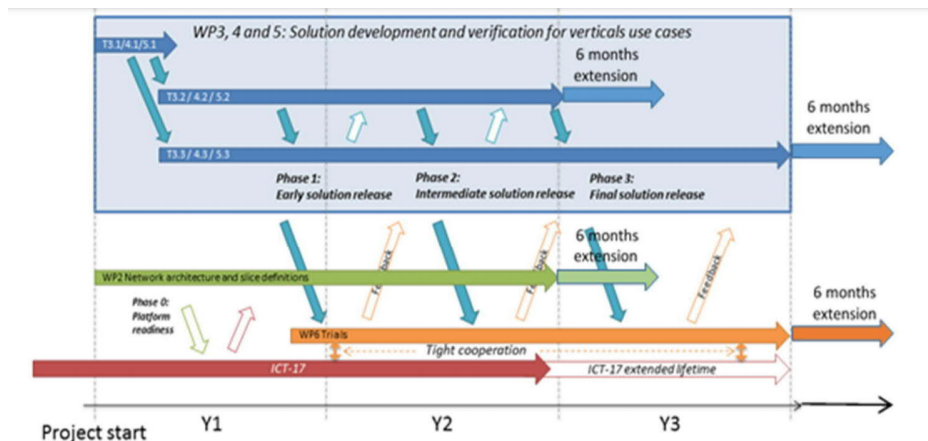 WP3, 4 and 5: Solution development and verification for verticals use cases
T3.1/4.1/5.1
6 months
extension
T3.2 / 4.2 / 5.2
6 months
extension
T3.3 / 4.3 / 5.3
Phase 1:
Early solution release
Phase 2:
Intermediate solution release
Phase 3:
Final solution release
6 months
extension
Feedback
Feedback
Feedback
WP2 Network architecture and slice definitions
Phase 0:
Platform
readiness
6 months
extension
WP6 Trials
Tight cooperation
ICT-17
ICT-17 extended lifetime
Project start
Y1
Y2
Y3